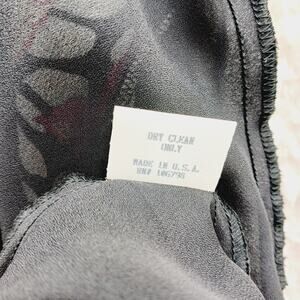 DRY CLEAN
ONLY
MADE IN U.S.A.
RN# 106798